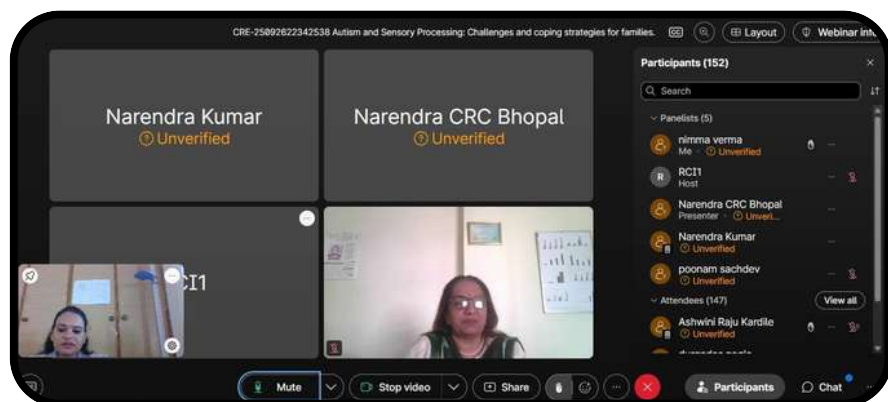 CRE-25092622342538 Autism and Sensory Processing: Challenges and coping strategies for families.
CC
Layout
Webinar info
Narendra Kumar
Unverified
Narendra CRC Bhopal
Unverified
CI1
Participants (152)
Search
Panelists (5)
nimma verma
Me Unverified
R
RCI1
Host
Narendra CRC Bhopal
Presenter Unveri...
Narendra Kumar
Unverified
poonam sachdev
Unverified
Attendees (147)
View all
Ashwini Raju Kardile
Unverified
Mute
Stop video
Share
Participants
Chat